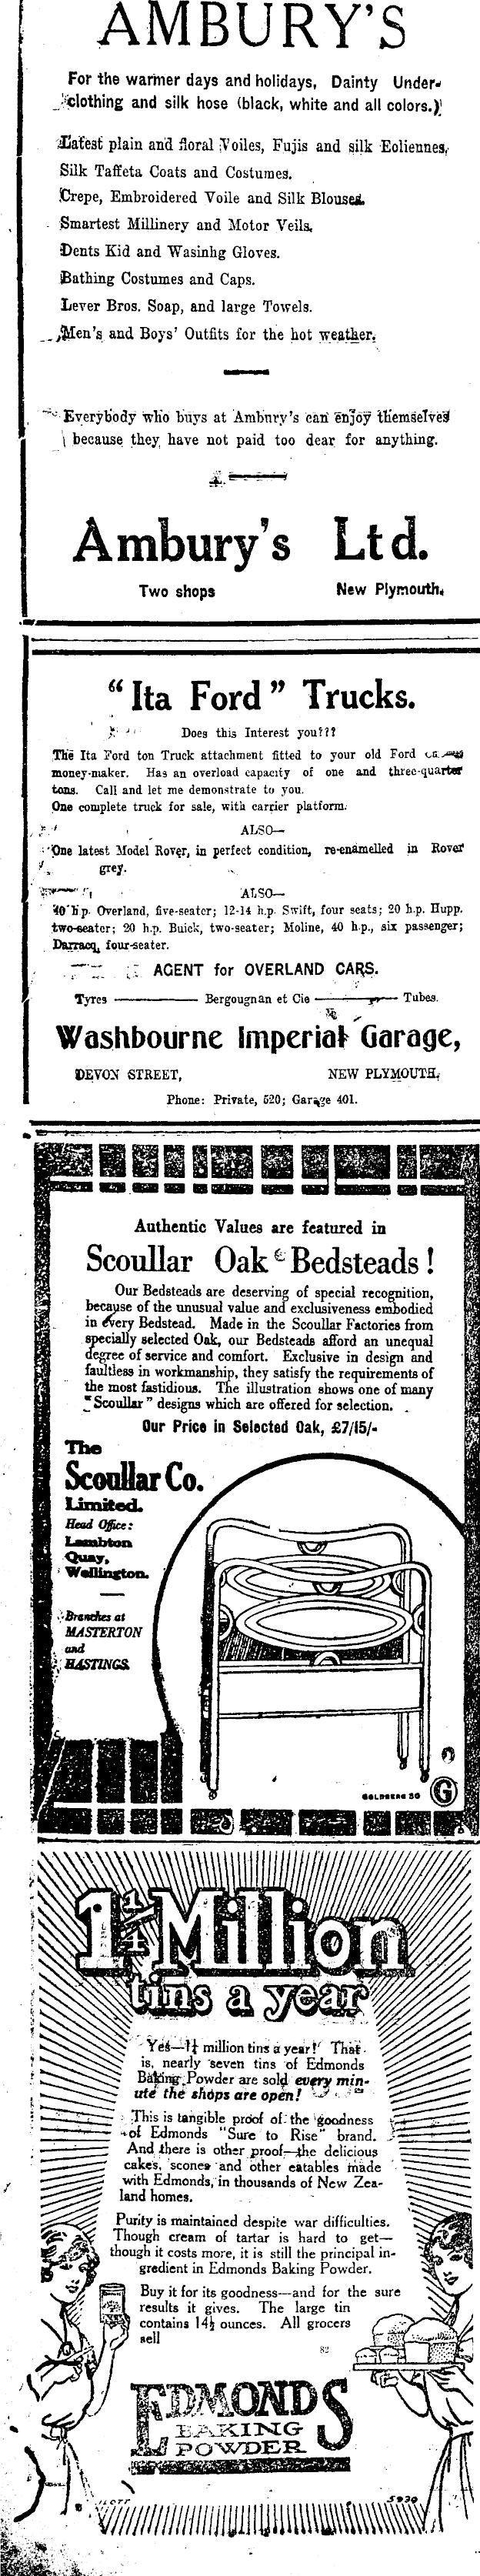 AMBURY'S
For the warmer days and holidays, Dainty Under-
clothing and silk hose (black, white and all colors.)
Latest plain and floral Voiles, Fujis and silk Eoliennes,
Silk Taffeta Coats and Costumes.
Crepe, Embroidered Voile and Silk Blouses.
Smartest Millinery and Motor Veils.
Dents Kid and Wasinhg Gloves.
Bathing Costumes and Caps.
Lever Bros. Soap, and large Towels.
Men's and Boys' Outfits for the hot weather.
Everybody who buys at Ambury's can enjoy themselves
because they have not paid too dear for anything.
Ambury's Ltd.
Two shops New Plymouth.
"Ita Ford" Trucks.
Does this Interest you???
The Ita Ford ton Truck attachment fitted to your old Ford
money-maker. Has an overload capacity of one and three-quarter
tons. Call and let me demonstrate to you.
One complete truck for sale, with carrier platform.
ALSO—
One latest Model Rover, in perfect condition, re-enamelled in Rover
grey.
ALSO—
40 h.p. Overland, five-seater; 12-14 h.p. Swift, four seats; 20 h.p. Hupp.
two-seater; 20 h.p. Buick, two-seater; Moline, 40 h.p., six passenger;
Darracq, four-seater.
AGENT for OVERLAND CARS.
Tyres ——— Bergougnan et Cie ——— Tubes.
Washbourne Imperial Garage,
DEVON STREET, NEW PLYMOUTH.
Phone: Private, 520; Garage 401.
Authentic Values are featured in
Scoullar Oak Bedsteads!
Our Bedsteads are deserving of special recognition,
because of the unusual value and exclusiveness embodied
in every Bedstead. Made in the Scoullar Factories from
specially selected Oak, our Bedsteads afford an unequal
degree of service and comfort. Exclusive in design and
faultless in workmanship, they satisfy the requirements of
the most fastidious. The illustration shows one of many
"Scoullar" designs which are offered for selection.
Our Price in Selected Oak, £7/15/-
The
Scoullar Co.
Limited.
Head Office:
Lambton
Quay,
Wellington.
Branches at
MASTERTON
and
HASTINGS.
GOLDBERG 30 G
1 1/4 Million
tins a year
Yes—1¼ million tins a year! That
is, nearly seven tins of Edmonds
Baking Powder are sold every min-
ute the shops are open!
This is tangible proof of the goodness
of Edmonds "Sure to Rise" brand.
And there is other proof—the delicious
cakes, scones and other eatables made
with Edmonds, in thousands of New Zea-
land homes.
Purity is maintained despite war difficulties.
Though cream of tartar is hard to get—
though it costs more, it is still the principal in-
gredient in Edmonds Baking Powder.
Buy it for its goodness—and for the sure
results it gives. The large tin
contains 14½ ounces. All grocers
sell
82
EDMONDS
BAKING
POWDER
5930